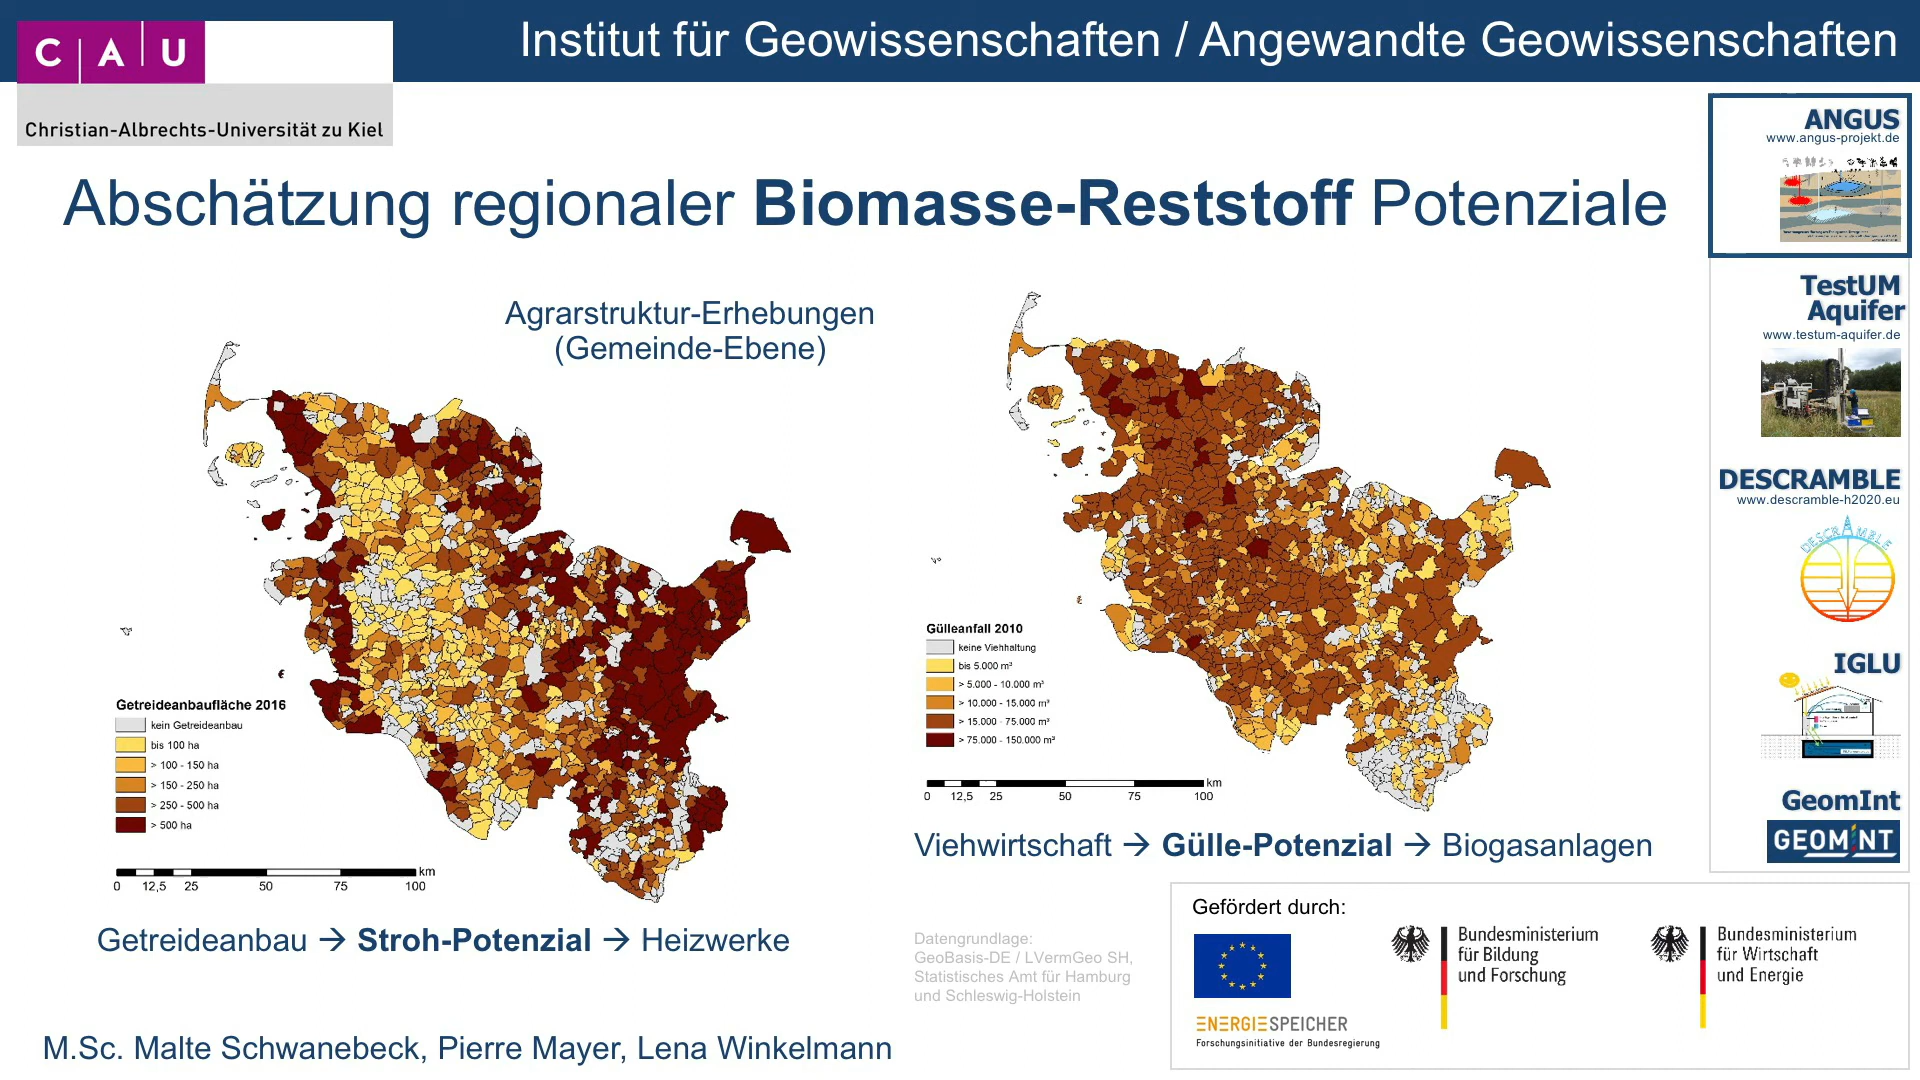 Institut für Geowissenschaften / Angewandte Geowissenschaften
C A U
Christian-Albrechts-Universität zu Kiel
Abschätzung regionaler Biomasse-Reststoff Potenziale
Agrarstruktur-Erhebungen
(Gemeinde-Ebene)
Getreideanbaufläche 2016
kein Getreideanbau
bis 100 ha
> 100 - 150 ha
> 150 - 250 ha
> 250 - 500 ha
> 500 ha
km
0 12,5 25 50 75 100
Getreideanbau → Stroh-Potenzial → Heizwerke
Gülleanfall 2010
keine Viehhaltung
bis 5.000 m³
> 5.000 - 10.000 m³
> 10.000 - 15.000 m³
> 15.000 - 75.000 m³
> 75.000 - 150.000 m³
km
0 12,5 25 50 75 100
Viehwirtschaft → Gülle-Potenzial → Biogasanlagen
Datengrundlage:
GeoBasis-DE / LVermGeo SH,
Statistisches Amt für Hamburg
und Schleswig-Holstein
M.Sc. Malte Schwanebeck, Pierre Mayer, Lena Winkelmann
ANGUS
www.angus-projekt.de
TestUM
Aquifer
www.testum-aquifer.de
DESCRAMBLE
www.descramble-h2020.eu
DESCRAMBLE
IGLU
GeomInt
GEOMINT
Gefördert durch:
ENERGIESPEICHER
Forschungsinitiative der Bundesregierung
Bundesministerium
für Bildung
und Forschung
Bundesministerium
für Wirtschaft
und Energie